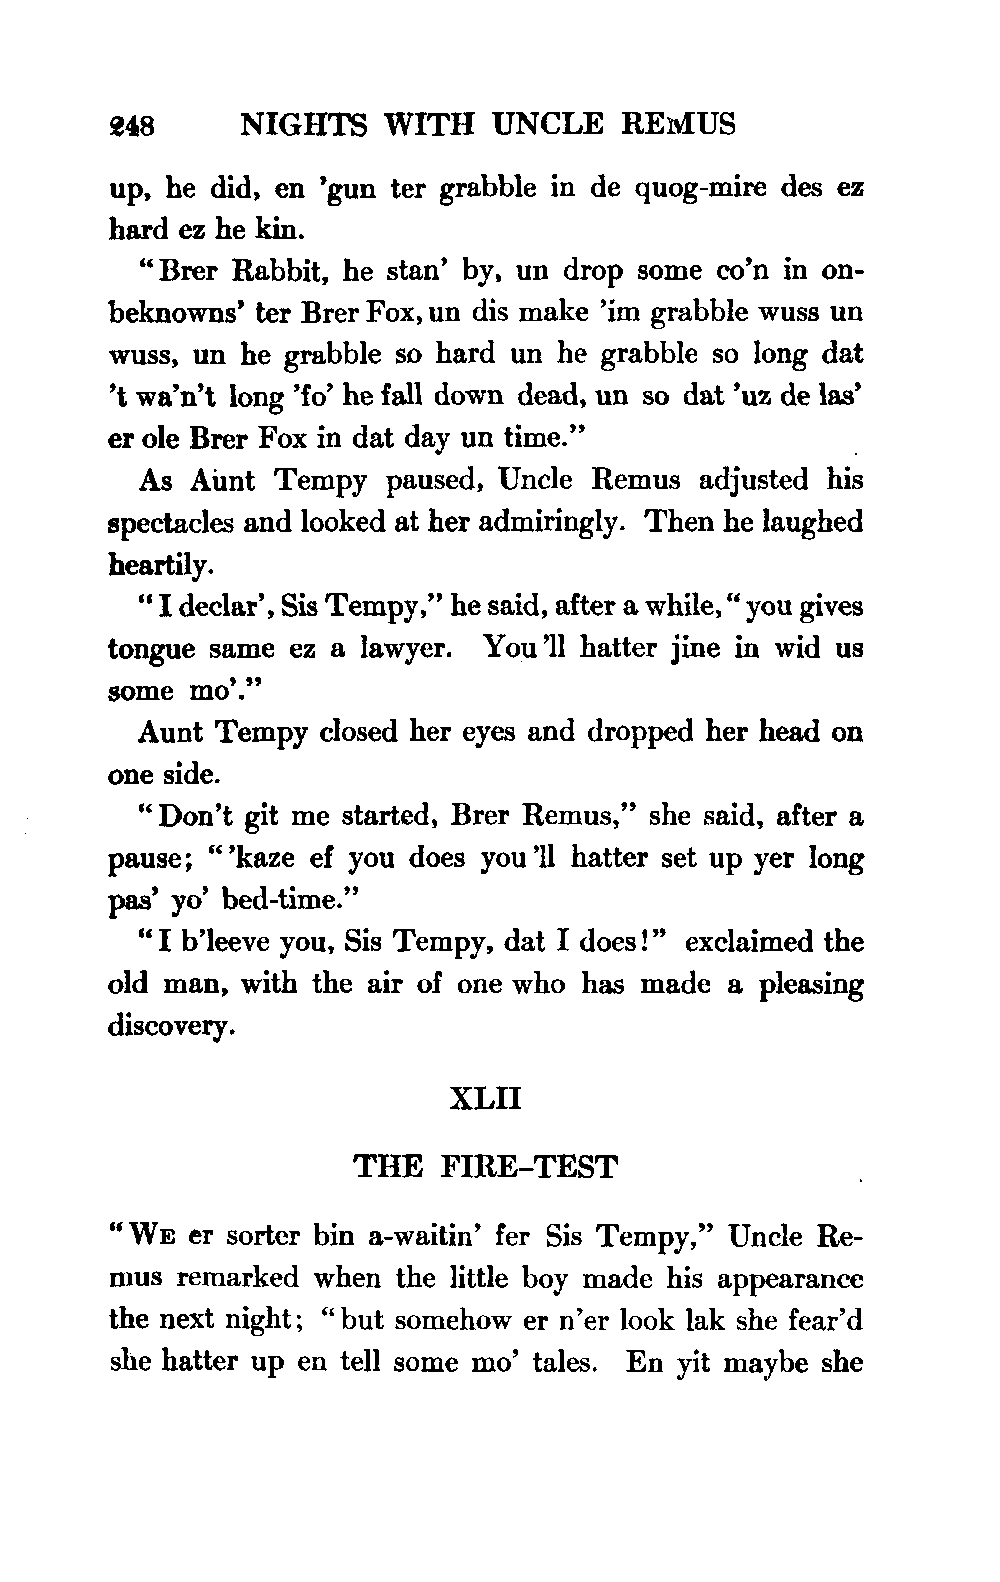 248 NIGHTS WITH UNCLE REMUS
up, he did, en 'gun ter grabble in de quog-mire des ez
hard ez he kin.
"Brer Rabbit, he stan' by, un drop some co'n in on-
beknowns' ter Brer Fox, un dis make 'im grabble wuss un
wuss, un he grabble so hard un he grabble so long dat
't wa'n't long 'fo' he fall down dead, un so dat 'uz de las'
er ole Brer Fox in dat day un time."
As Aunt Tempy paused, Uncle Remus adjusted his
spectacles and looked at her admiringly. Then he laughed
heartily.
"I declar', Sis Tempy," he said, after a while, "you gives
tongue same ez a lawyer. You 'll hatter jine in wid us
some mo'."
Aunt Tempy closed her eyes and dropped her head on
one side.
"Don't git me started, Brer Remus," she said, after a
pause; "'kaze ef you does you 'll hatter set up yer long
pas' yo' bed-time."
"I b'leeve you, Sis Tempy, dat I does!" exclaimed the
old man, with the air of one who has made a pleasing
discovery.
XLII
THE FIRE-TEST
"WE er sorter bin a-waitin' fer Sis Tempy," Uncle Re-
mus remarked when the little boy made his appearance
the next night; "but somehow er n'er look lak she fear'd
she hatter up en tell some mo' tales. En yit maybe she